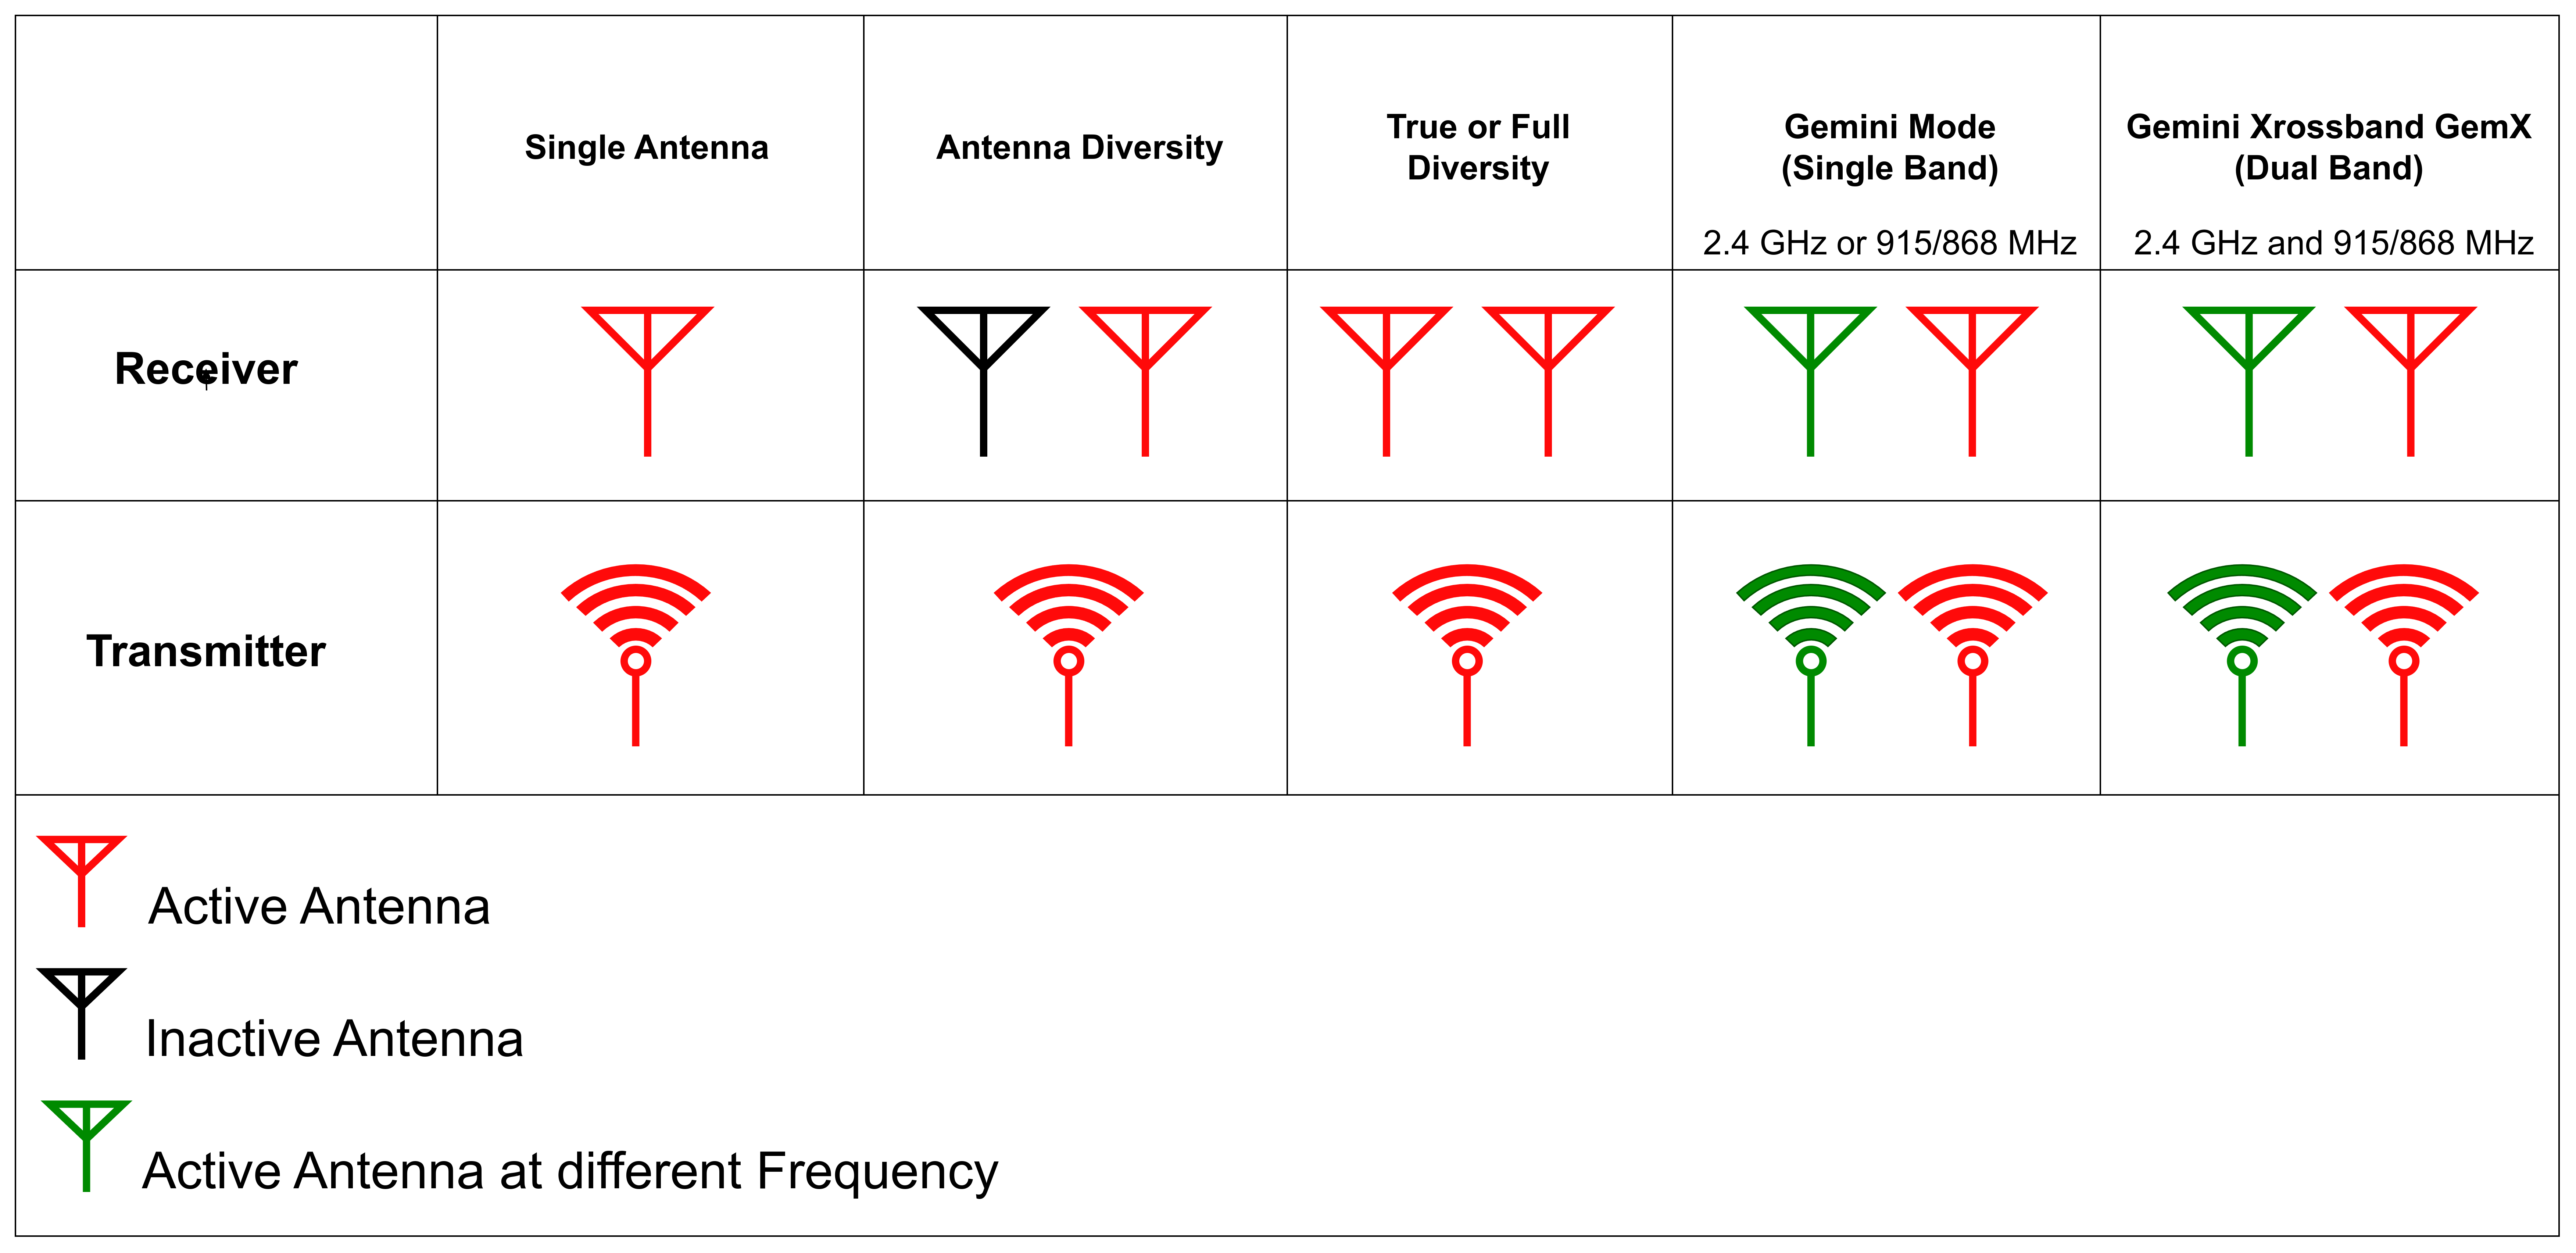 Single Antenna
Antenna Diversity
True or Full
Diversity
Gemini Mode
(Single Band)
2.4 GHz or 915/868 MHz
Gemini Xrossband GemX
(Dual Band)
2.4 GHz and 915/868 MHz
Receiver
Transmitter
Active Antenna
Inactive Antenna
Active Antenna at different Frequency